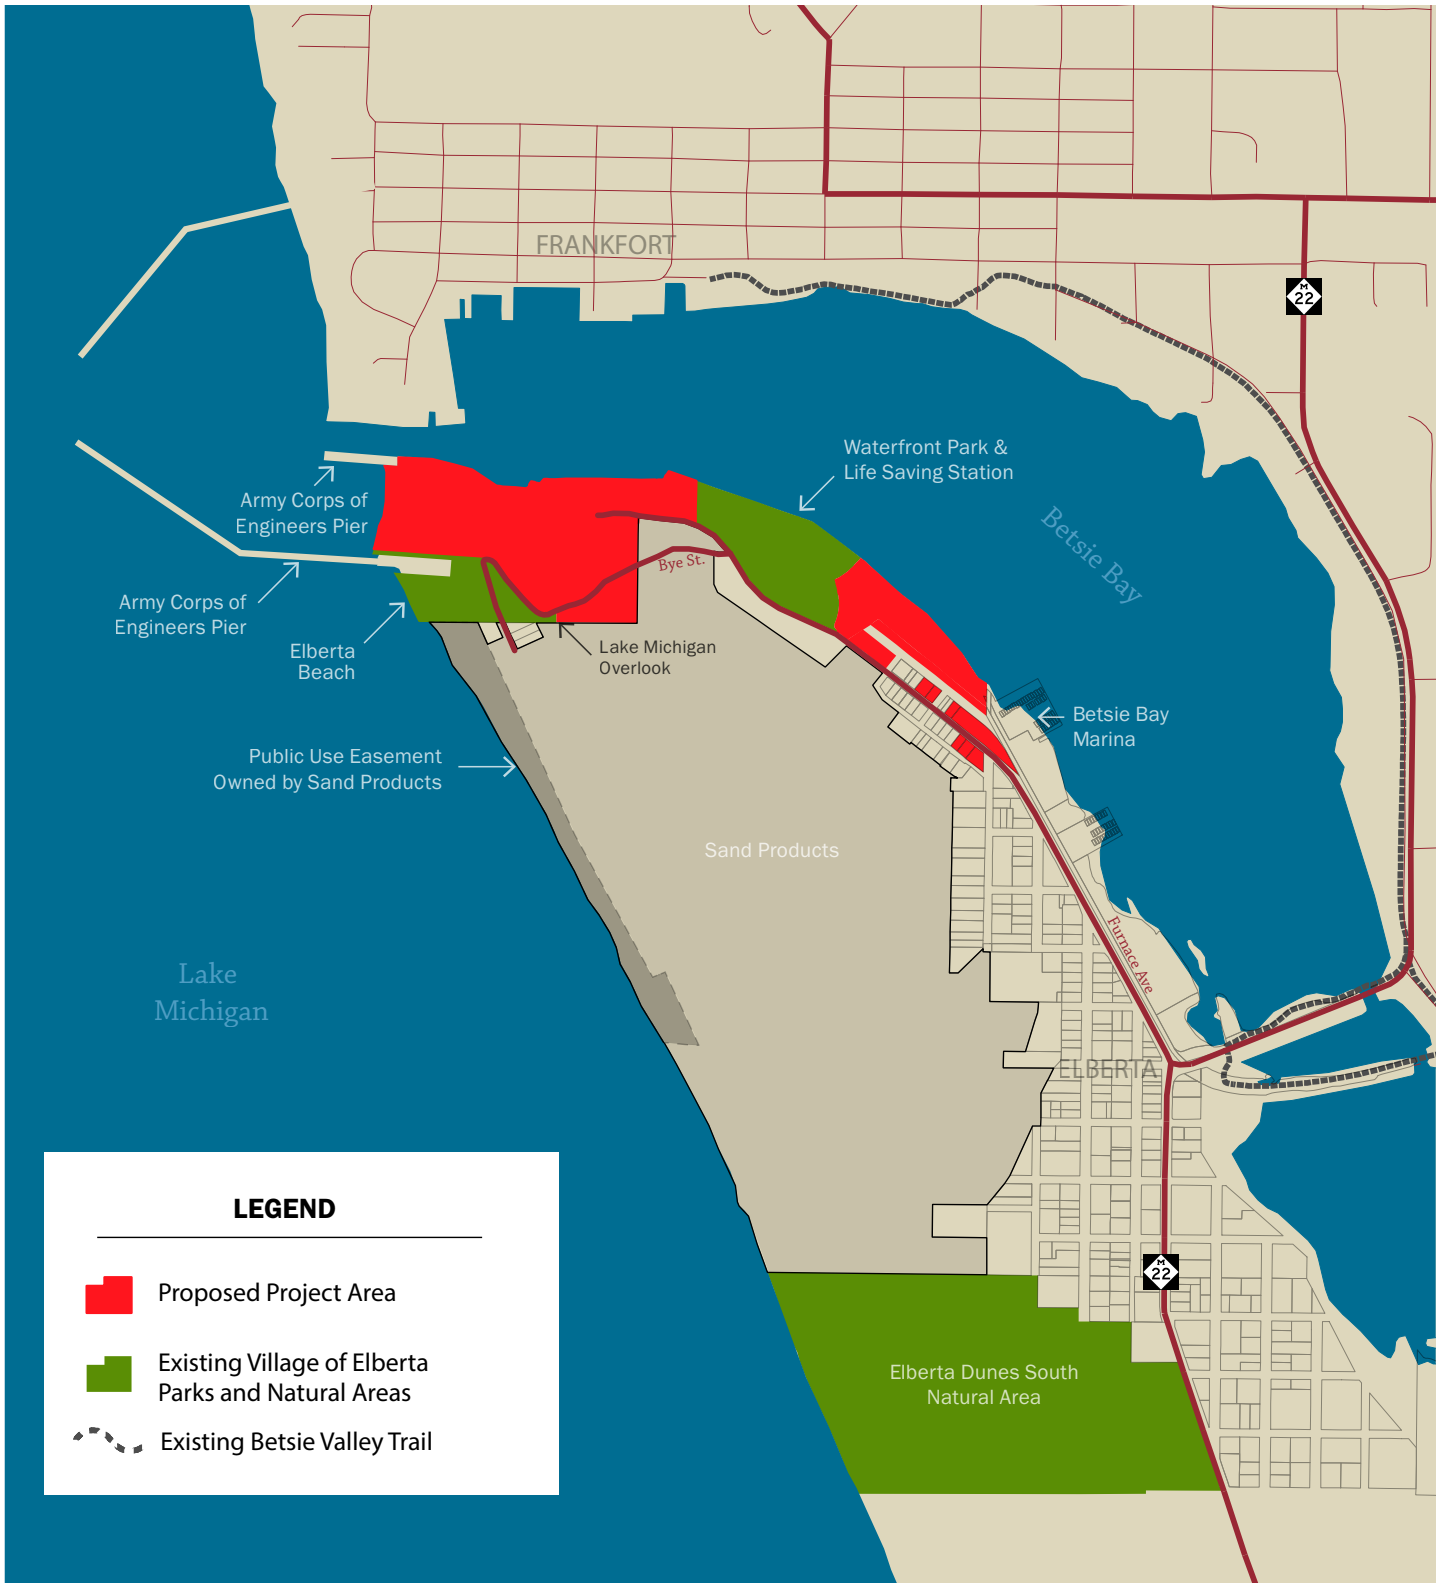 FRANKFORT
M
22
Waterfront Park &
Life Saving Station
Betsie Bay
Army Corps of
Engineers Pier
Bye St.
Army Corps of
Engineers Pier
Elberta
Beach
Lake Michigan
Overlook
Betsie Bay
Marina
Public Use Easement
Owned by Sand Products
Sand Products
Furnace Ave
Lake
Michigan
ELBERTA
M
22
Elberta Dunes South
Natural Area
LEGEND
Proposed Project Area
Existing Village of Elberta
Parks and Natural Areas
Existing Betsie Valley Trail